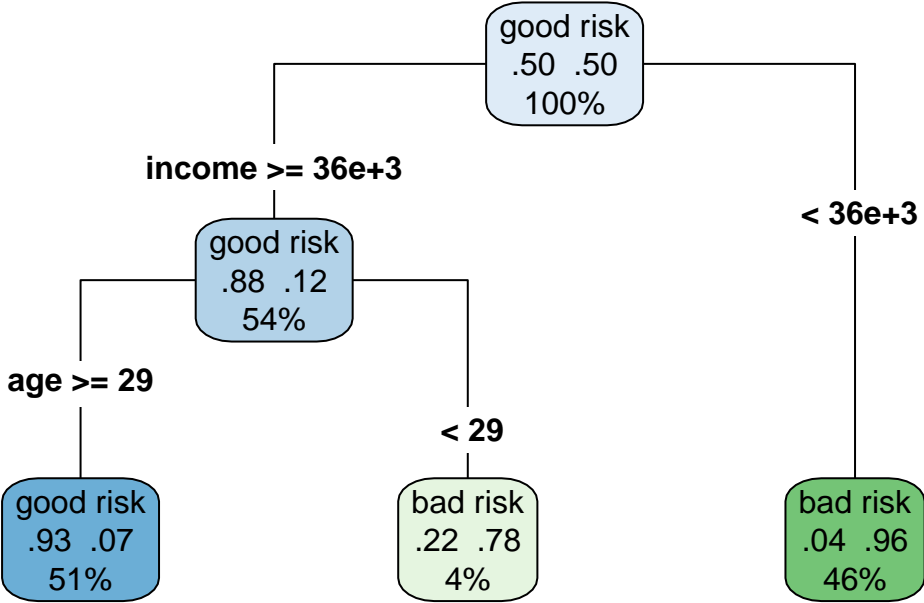 good risk
.50 .50
100%
income >= 36e+3
< 36e+3
good risk
.88 .12
54%
age >= 29
< 29
good risk
.93 .07
51%
bad risk
.22 .78
4%
bad risk
.04 .96
46%